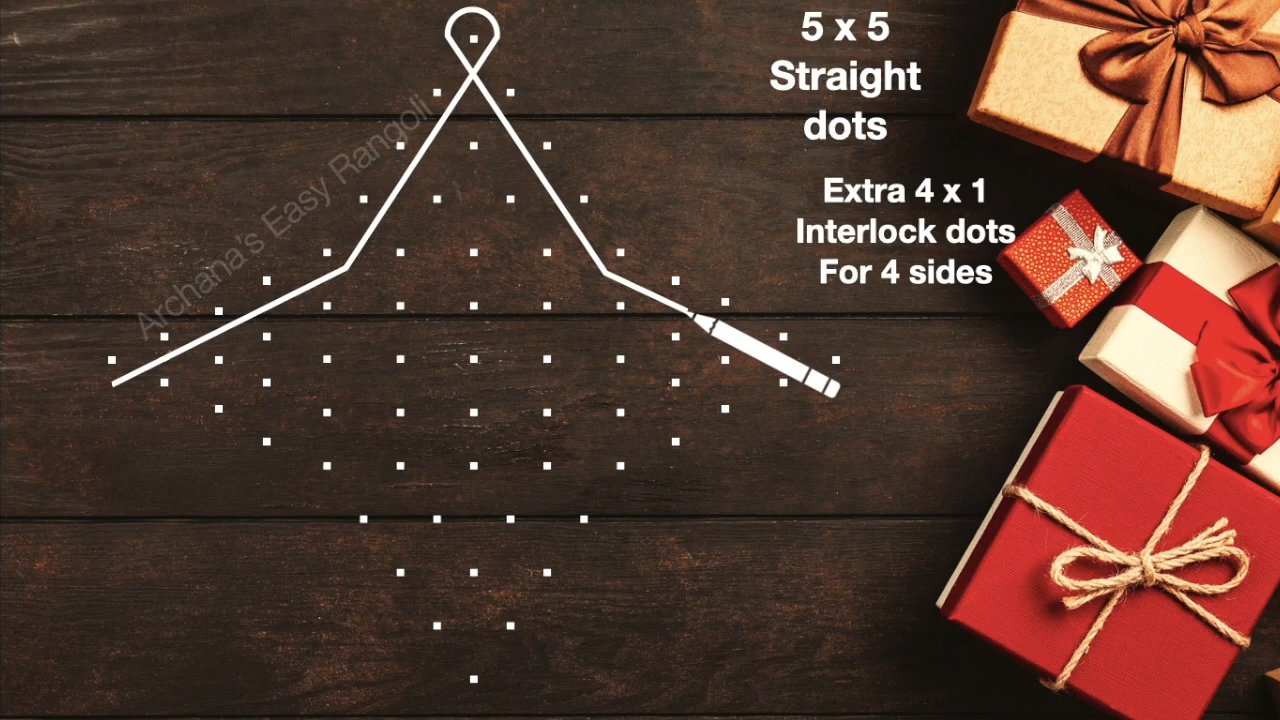 5 x 5
Straight
dots
Extra 4 x 1
Interlock dots
For 4 sides
Archana's Easy Rangoli